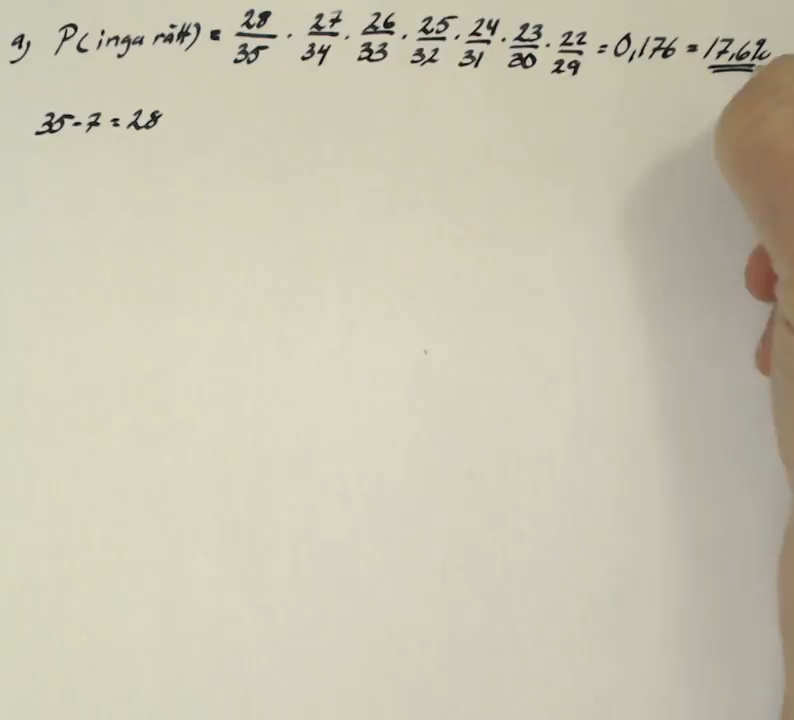 a) P(inga rätt) = 28/35 · 27/34 · 26/33 · 25/32 · 24/31 · 23/30 · 22/29 = 0,176 = 17,6%
35-7=28